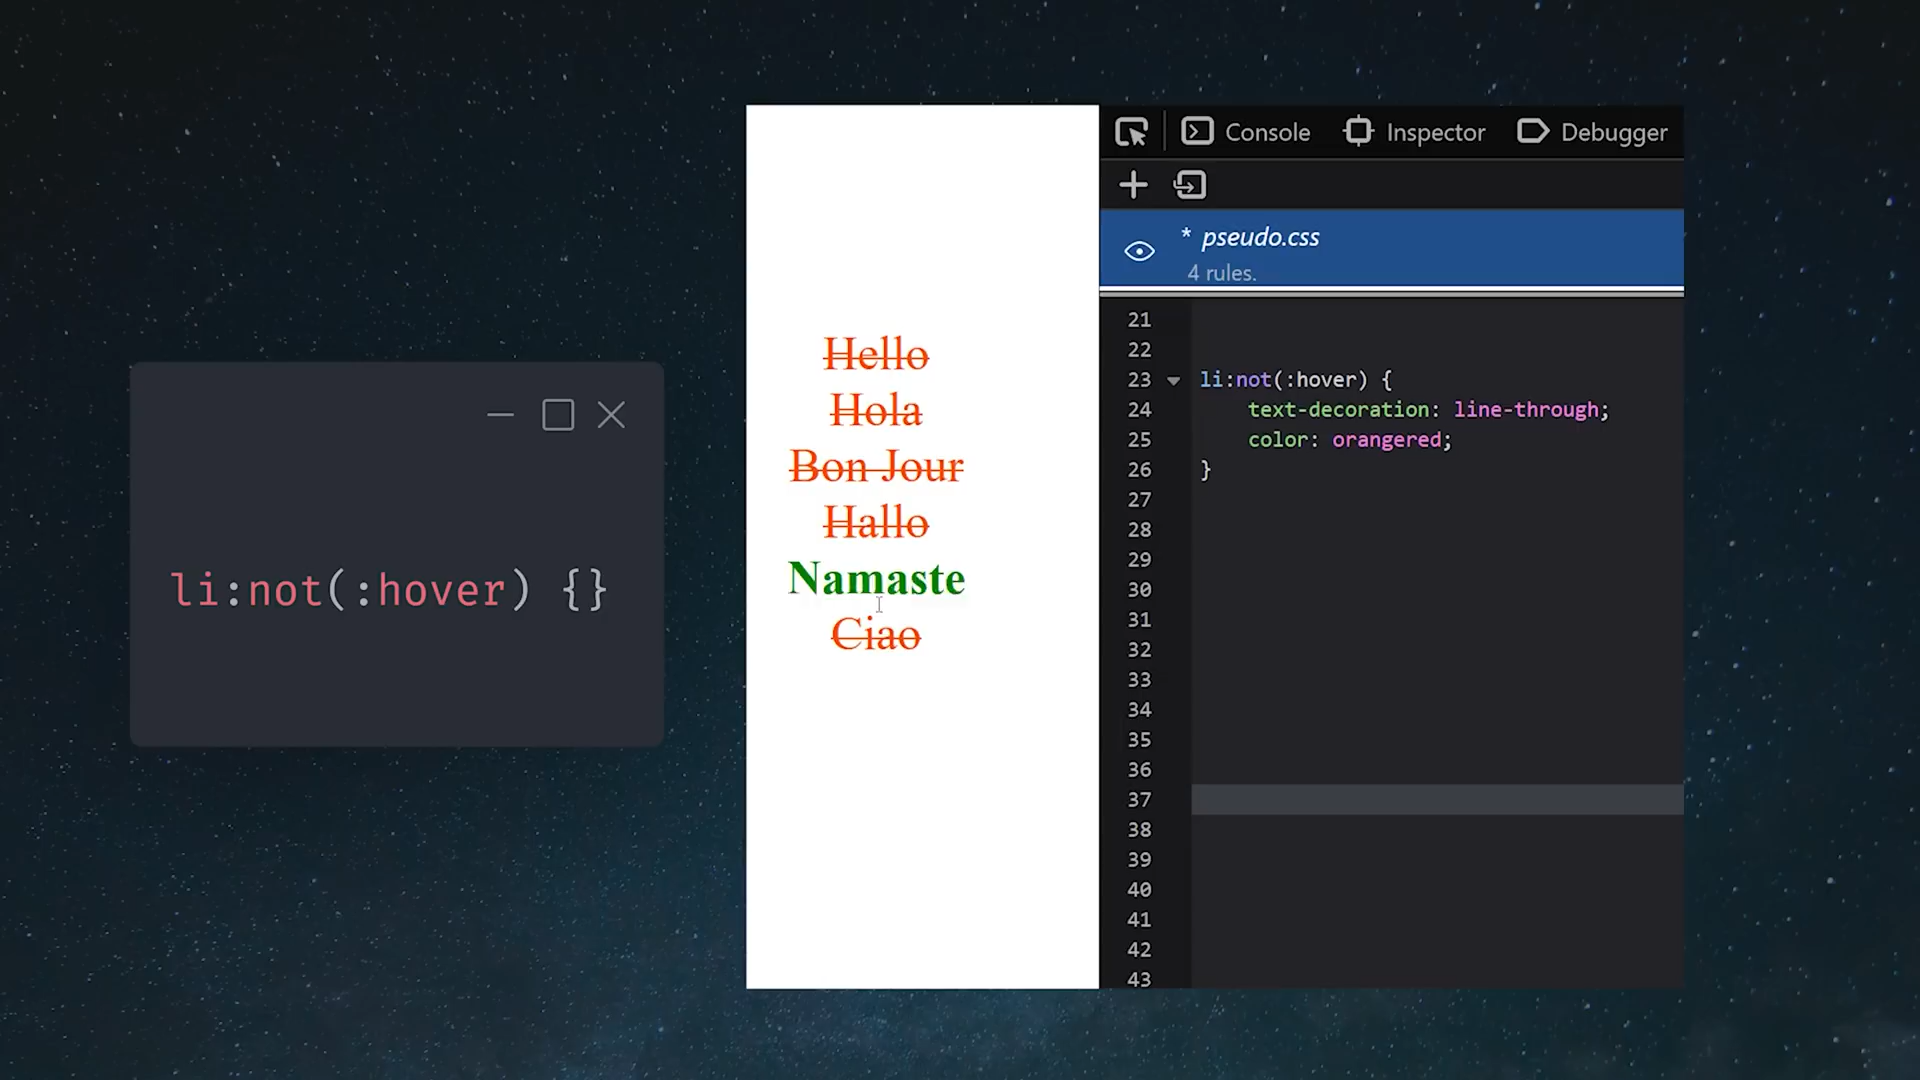 li:not(:hover) {}
Hello
Hola
Bon Jour
Hallo
Namaste
Ciao
Console Inspector Debugger
* pseudo.css
4 rules.
21
22
23 li:not(:hover) {
24 text-decoration: line-through;
25 color: orangered;
26 }
27
28
29
30
31
32
33
34
35
36
37
38
39
40
41
42
43